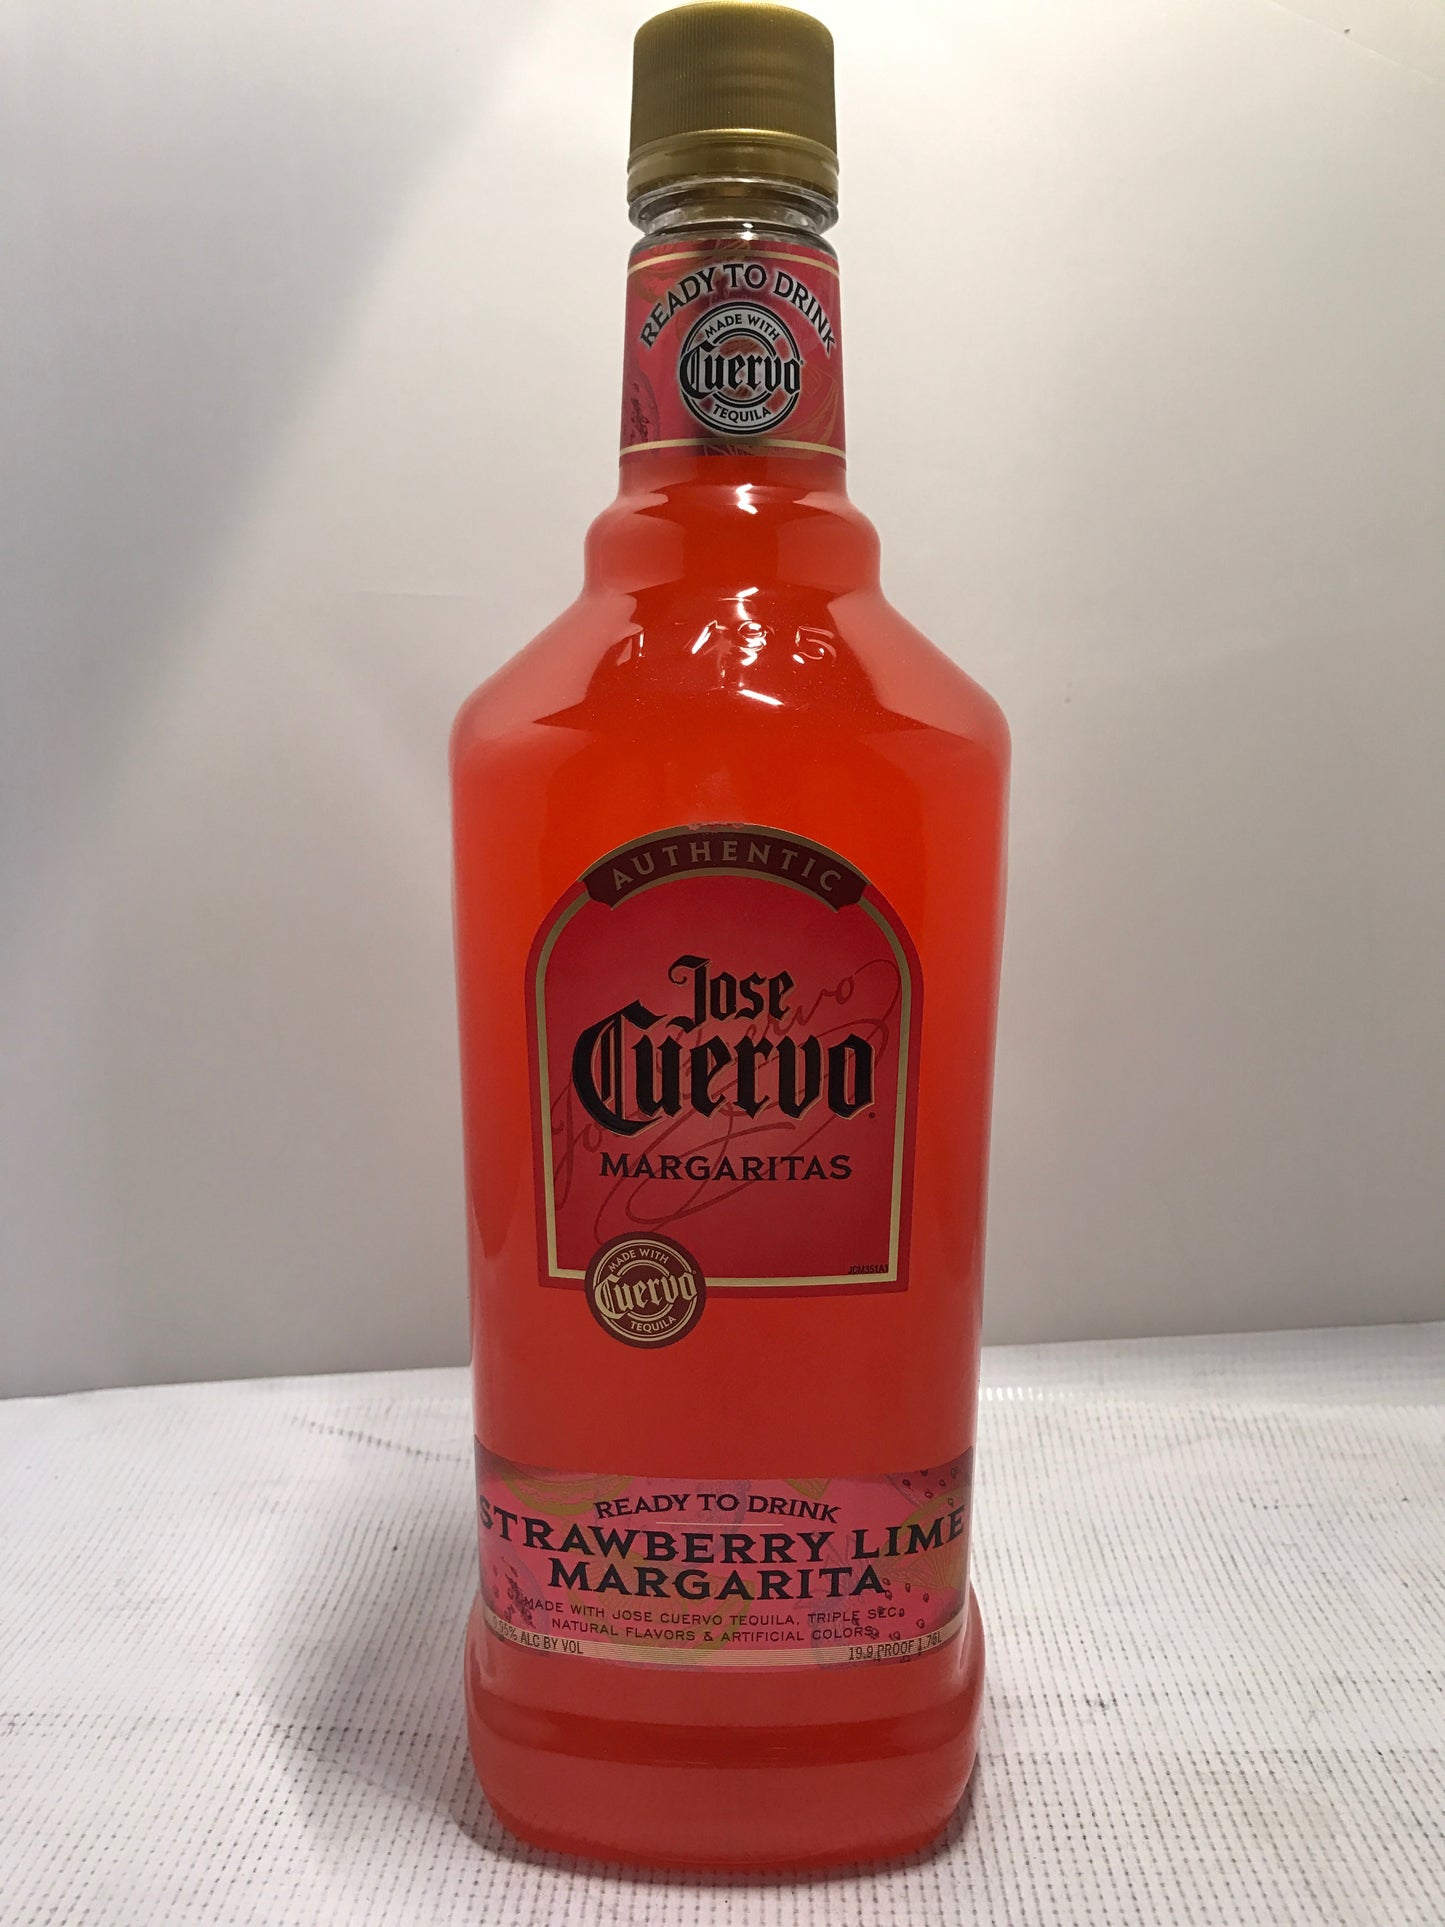 READY TO DRINK
MADE WITH
Cuervo
TEQUILA
AUTHENTIC
Jose
Cuervo
MARGARITAS
JCM351A1
MADE WITH
Cuervo
TEQUILA
READY TO DRINK
STRAWBERRY LIME
MARGARITA
MADE WITH JOSE CUERVO TEQUILA, TRIPLE SEC,
NATURAL FLAVORS & ARTIFICIAL COLORS
ALC BY VOL 19.9 PROOF 1.75L